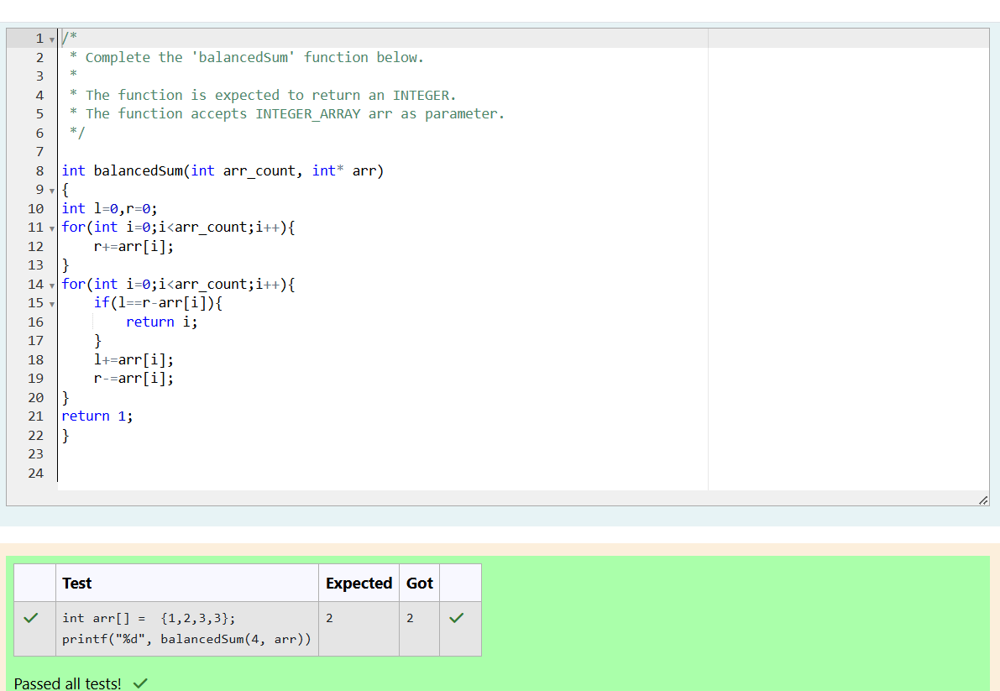 1 /*
2  * Complete the 'balancedSum' function below.
3  *
4  * The function is expected to return an INTEGER.
5  * The function accepts INTEGER_ARRAY arr as parameter.
6  */
7
8 int balancedSum(int arr_count, int* arr)
9 {
10 int l=0,r=0;
11 for(int i=0;i<arr_count;i++){
12     r+=arr[i];
13 }
14 for(int i=0;i<arr_count;i++){
15     if(l==r-arr[i]){
16         return i;
17     }
18     l+=arr[i];
19     r-=arr[i];
20 }
21 return 1;
22 }
23
24
Test Expected Got
int arr[] =  {1,2,3,3}; 2 2
printf("%d", balancedSum(4, arr))
Passed all tests!